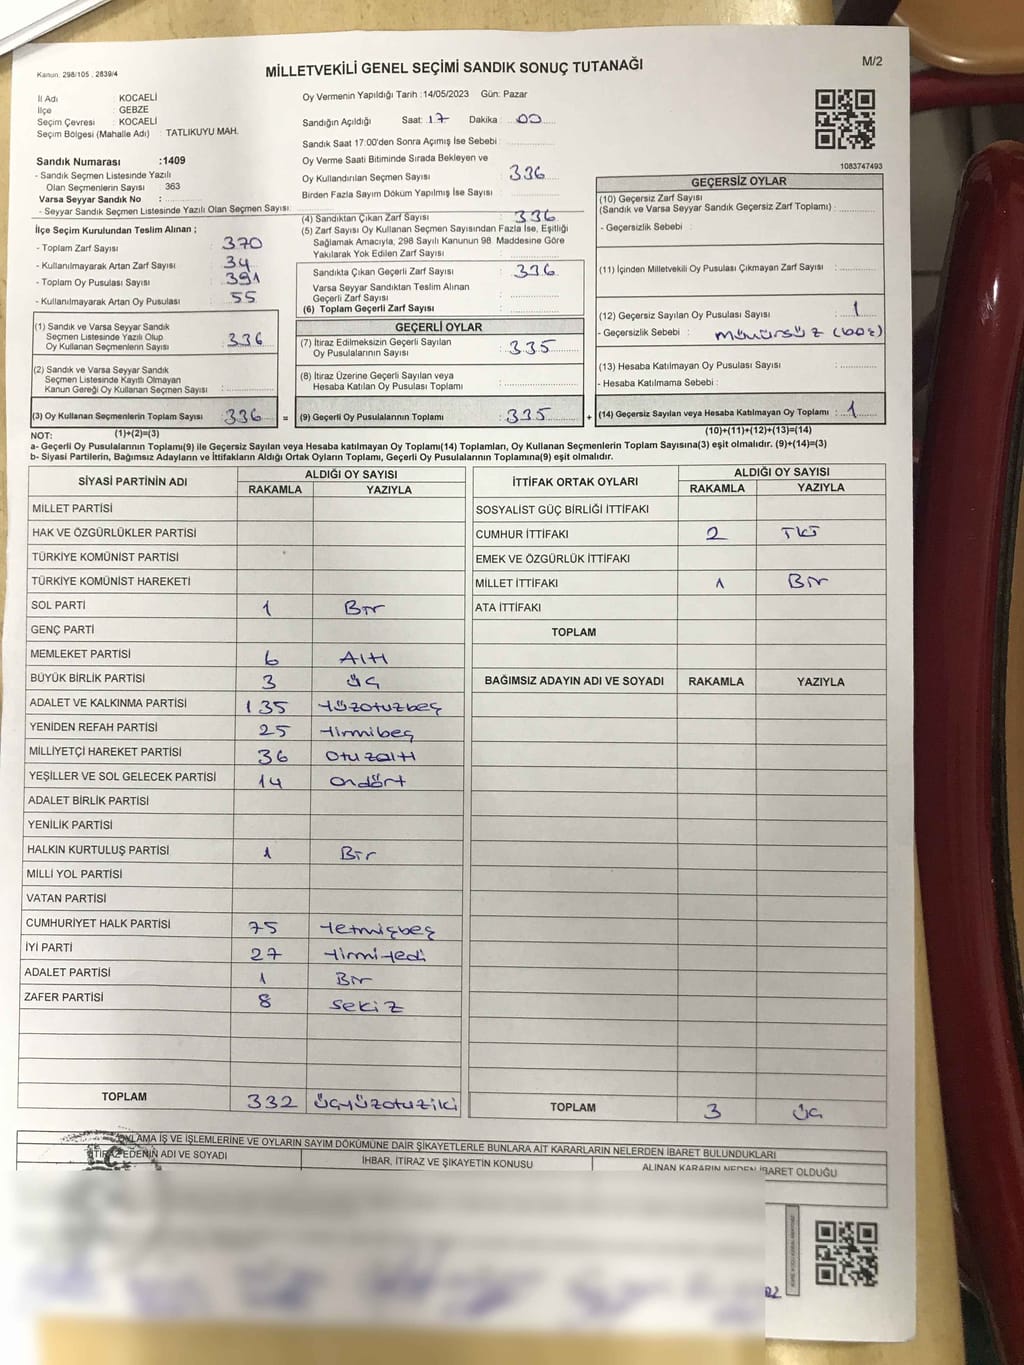 Kanun, 298/105 , 2839/4
MİLLETVEKİLİ GENEL SEÇİMİ SANDIK SONUÇ TUTANAĞI
M/2
İl Adı : KOCAELİ
İlçe : GEBZE
Seçim Çevresi : KOCAELİ
Seçim Bölgesi (Mahalle Adı) : TATLIKUYU MAH.
Sandık Numarası :1409
- Sandık Seçmen Listesinde Yazılı
Olan Seçmenlerin Sayısı : 363
Varsa Seyyar Sandık No :
- Seyyar Sandık Seçmen Listesinde Yazılı Olan Seçmen Sayısı:
İlçe Seçim Kurulundan Teslim Alınan ;
- Toplam Zarf Sayısı : 370
- Kullanılmayarak Artan Zarf Sayısı : 34
- Toplam Oy Pusulası Sayısı : 391
- Kullanılmayarak Artan Oy Pusulası : 55
(1) Sandık ve Varsa Seyyar Sandık
Seçmen Listesinde Yazılı Olup
Oy Kullanan Seçmenlerin Sayısı : 336
(2) Sandık ve Varsa Seyyar Sandık
Seçmen Listesinde Kayıtlı Olmayan
Kanun Gereği Oy Kullanan Seçmen Sayısı :
(3) Oy Kullanan Seçmenlerin Toplam Sayısı : 336 =
Oy Vermenin Yapıldığı Tarih :14/05/2023 Gün: Pazar
Sandığın Açıldığı Saat: 17 Dakika : 00
Sandık Saat 17:00'den Sonra Açımış İse Sebebi :
Oy Verme Saati Bitiminde Sırada Bekleyen ve
Oy Kullandırılan Seçmen Sayısı : 336
Birden Fazla Sayım Döküm Yapılmış İse Sayısı :
(4) Sandıktan Çıkan Zarf Sayısı : 336
(5) Zarf Sayısı Oy Kullanan Seçmen Sayısından Fazla İse, Eşitliği
Sağlamak Amacıyla, 298 Sayılı Kanunun 98. Maddesine Göre
Yakılarak Yok Edilen Zarf Sayısı :
Sandıkta Çıkan Geçerli Zarf Sayısı : 336
Varsa Seyyar Sandıktan Teslim Alınan
Geçerli Zarf Sayısı :
(6) Toplam Geçerli Zarf Sayısı :
GEÇERLİ OYLAR
(7) İtiraz Edilmeksizin Geçerli Sayılan
Oy Pusulalarının Sayısı : 335
(8) İtiraz Üzerine Geçerli Sayılan veya
Hesaba Katılan Oy Pusulası Toplamı :
(9) Geçerli Oy Pusulalarının Toplamı : 335 +
1083747493
GEÇERSİZ OYLAR
(10) Geçersiz Zarf Sayısı
(Sandık ve Varsa Seyyar Sandık Geçersiz Zarf Toplamı) :
- Geçersizlik Sebebi :
(11) İçinden Milletvekili Oy Pusulası Çıkmayan Zarf Sayısı :
(12) Geçersiz Sayılan Oy Pusulası Sayısı : 1
- Geçersizlik Sebebi : Mühürsüz (boş)
(13) Hesaba Katılmayan Oy Pusulası Sayısı :
- Hesaba Katılmama Sebebi :
(14) Geçersiz Sayılan veya Hesaba Katılmayan Oy Toplamı : 1
NOT: (1)+(2)=(3) (10)+(11)+(12)+(13)=(14)
a- Geçerli Oy Pusulalarının Toplamı(9) ile Geçersiz Sayılan veya Hesaba katılmayan Oy Toplamı(14) Toplamları, Oy Kullanan Seçmenlerin Toplam Sayısına(3) eşit olmalıdır. (9)+(14)=(3)
b- Siyasi Partilerin, Bağımsız Adayların ve İttifakların Aldığı Ortak Oyların Toplamı, Geçerli Oy Pusulalarının Toplamına(9) eşit olmalıdır.
SİYASİ PARTİNİN ADI ALDIĞI OY SAYISI
RAKAMLA YAZIYLA
MİLLET PARTİSİ
HAK VE ÖZGÜRLÜKLER PARTİSİ
TÜRKİYE KOMÜNİST PARTİSİ
TÜRKİYE KOMÜNİST HAREKETİ
SOL PARTİ 1 Bir
GENÇ PARTİ
MEMLEKET PARTİSİ 6 Altı
BÜYÜK BİRLİK PARTİSİ 3 üç
ADALET VE KALKINMA PARTİSİ 135 yüzotuzbeş
YENİDEN REFAH PARTİSİ 25 yirmibeş
MİLLİYETÇİ HAREKET PARTİSİ 36 otuzaltı
YEŞİLLER VE SOL GELECEK PARTİSİ 14 ondört
ADALET BİRLİK PARTİSİ
YENİLİK PARTİSİ
HALKIN KURTULUŞ PARTİSİ 1 Bir
MİLLİ YOL PARTİSİ
VATAN PARTİSİ
CUMHURİYET HALK PARTİSİ 75 yetmişbeş
İYİ PARTİ 27 yirmiyedi
ADALET PARTİSİ 1 Bir
ZAFER PARTİSİ 8 sekiz
TOPLAM 332 üçyüzotuziki
İTTİFAK ORTAK OYLARI ALDIĞI OY SAYISI
RAKAMLA YAZIYLA
SOSYALİST GÜÇ BİRLİĞİ İTTİFAKI
CUMHUR İTTİFAKI 2 İki
EMEK VE ÖZGÜRLÜK İTTİFAKI
MİLLET İTTİFAKI 1 Bir
ATA İTTİFAKI
TOPLAM
BAĞIMSIZ ADAYIN ADI VE SOYADI RAKAMLA YAZIYLA
TOPLAM 3 üç
OYLAMA İŞ VE İŞLEMLERİNE VE OYLARIN SAYIM DÖKÜMÜNE DAİR ŞİKAYETLERLE BUNLARA AİT KARARLARIN NELERDEN İBARET BULUNDUKLARI
İTİRAZ EDENİN ADI VE SOYADI İHBAR, İTİRAZ VE ŞİKAYETİN KONUSU ALINAN KARARIN NEDEN İBARET OLDUĞU